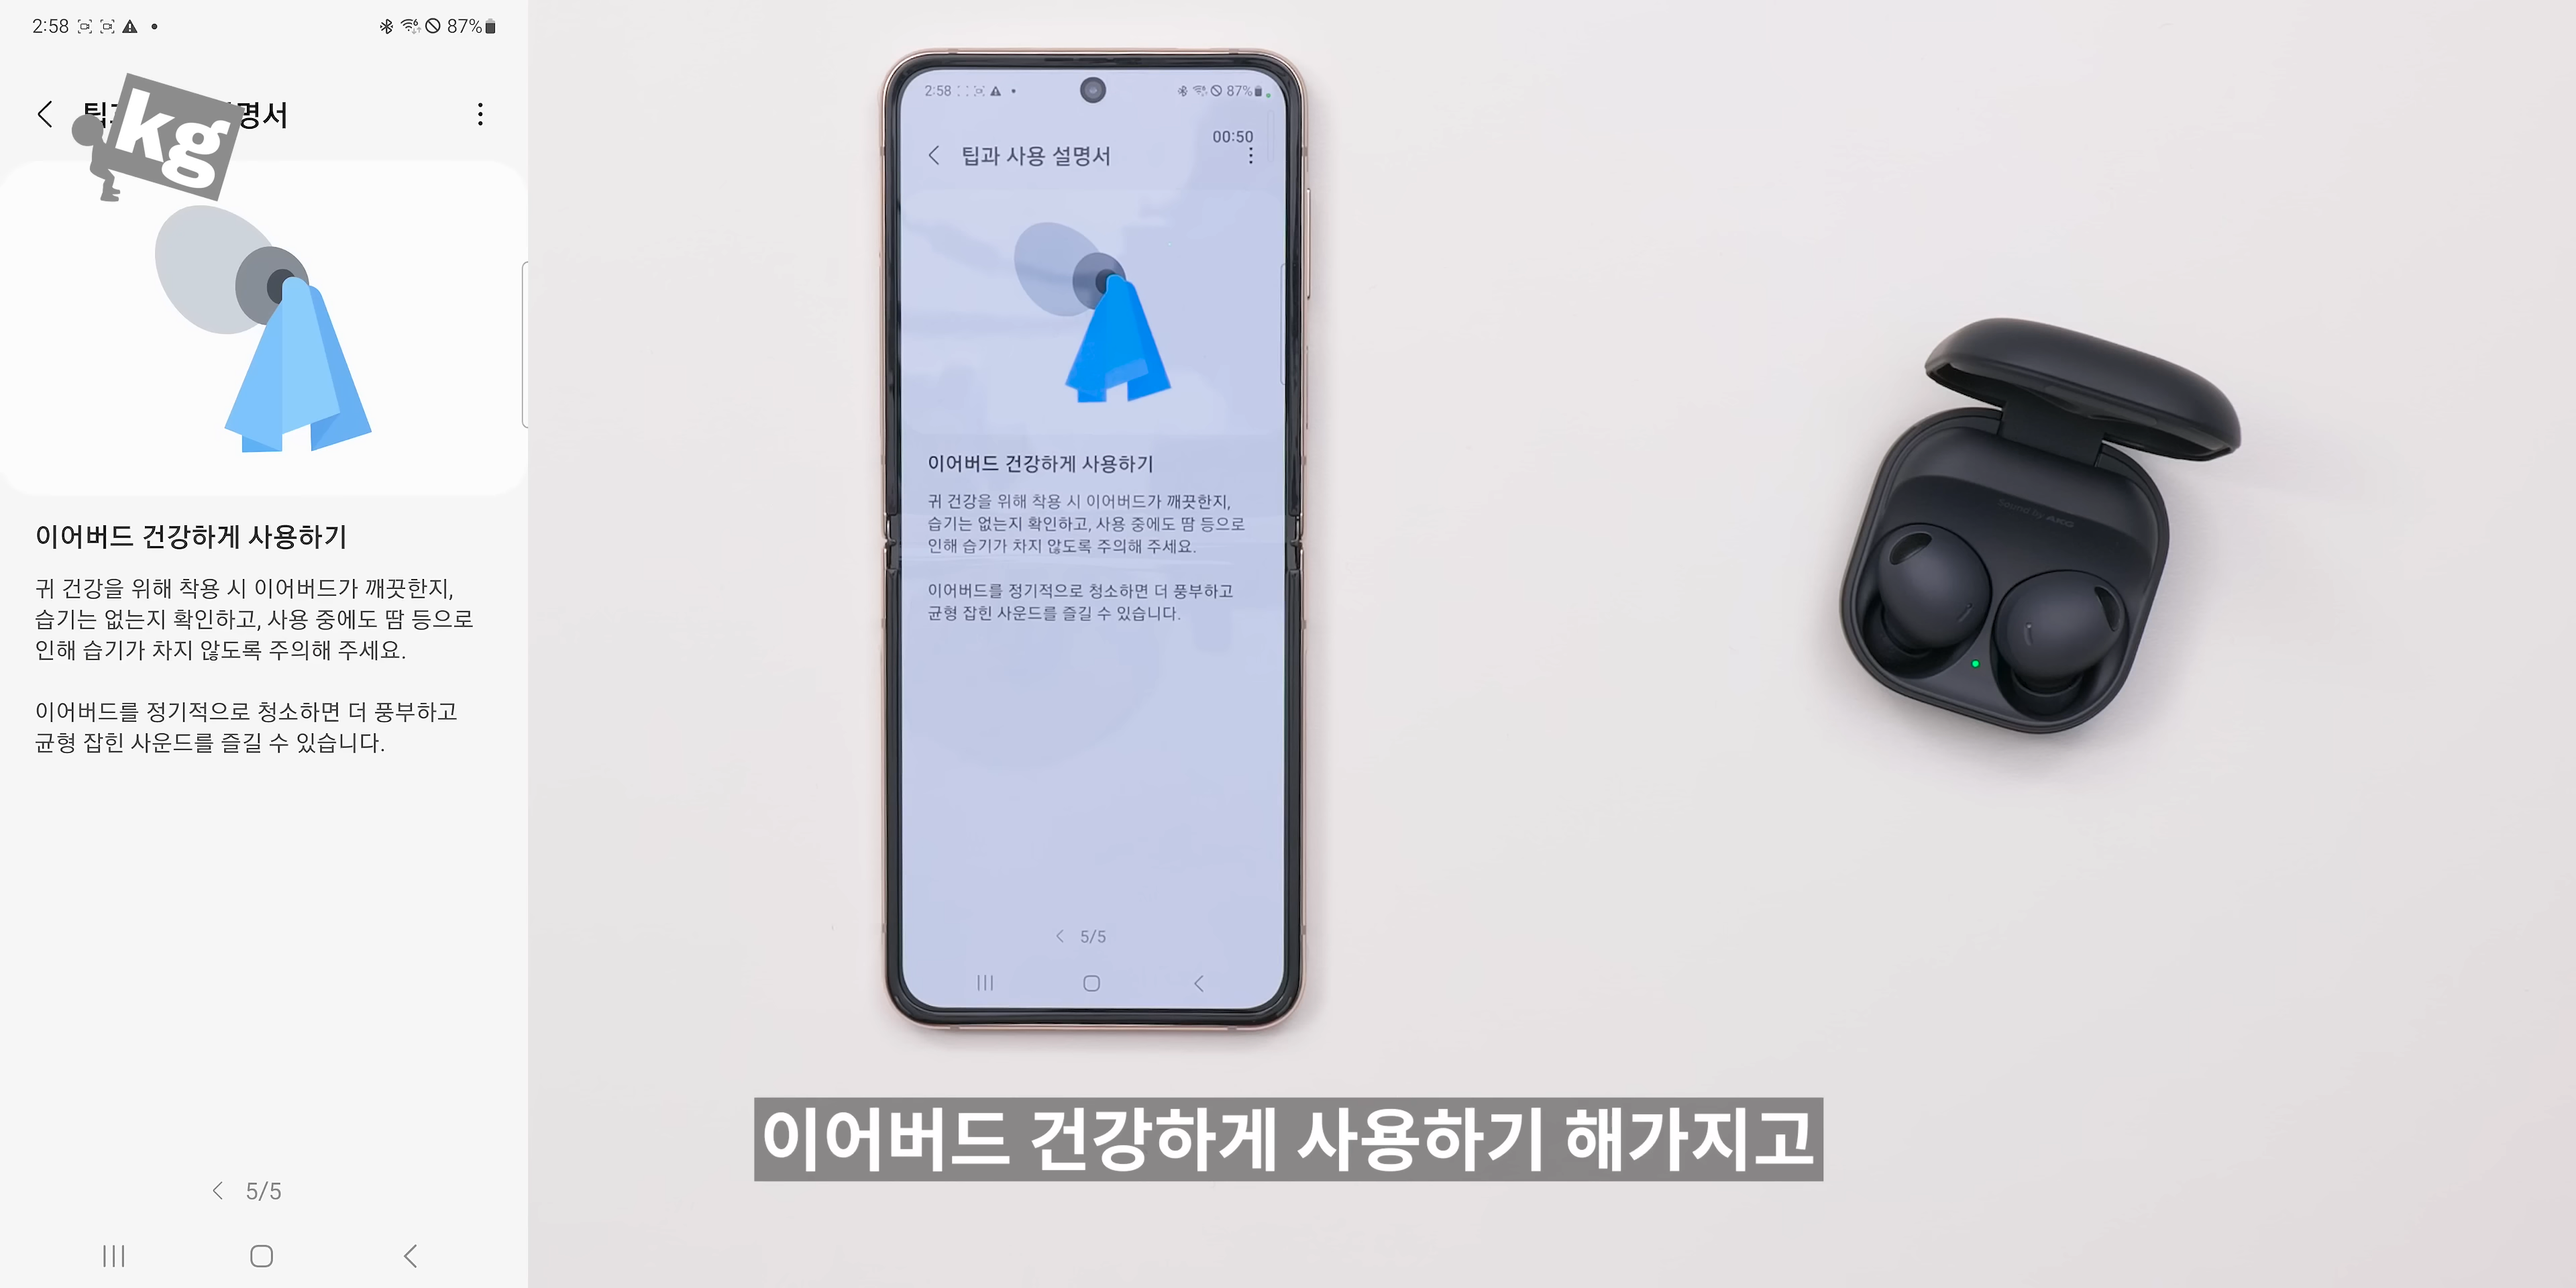 2:58
87%
kg
팁과 명서
이어버드 건강하게 사용하기
귀 건강을 위해 착용 시 이어버드가 깨끗한지,
습기는 없는지 확인하고, 사용 중에도 땀 등으로
인해 습기가 차지 않도록 주의해 주세요.
이어버드를 정기적으로 청소하면 더 풍부하고
균형 잡힌 사운드를 즐길 수 있습니다.
5/5
2:58
87%
00:50
팁과 사용 설명서
이어버드 건강하게 사용하기
귀 건강을 위해 착용 시 이어버드가 깨끗한지,
습기는 없는지 확인하고, 사용 중에도 땀 등으로
인해 습기가 차지 않도록 주의해 주세요.
이어버드를 정기적으로 청소하면 더 풍부하고
균형 잡힌 사운드를 즐길 수 있습니다.
5/5
Sound by AKG
이어버드 건강하게 사용하기 해가지고